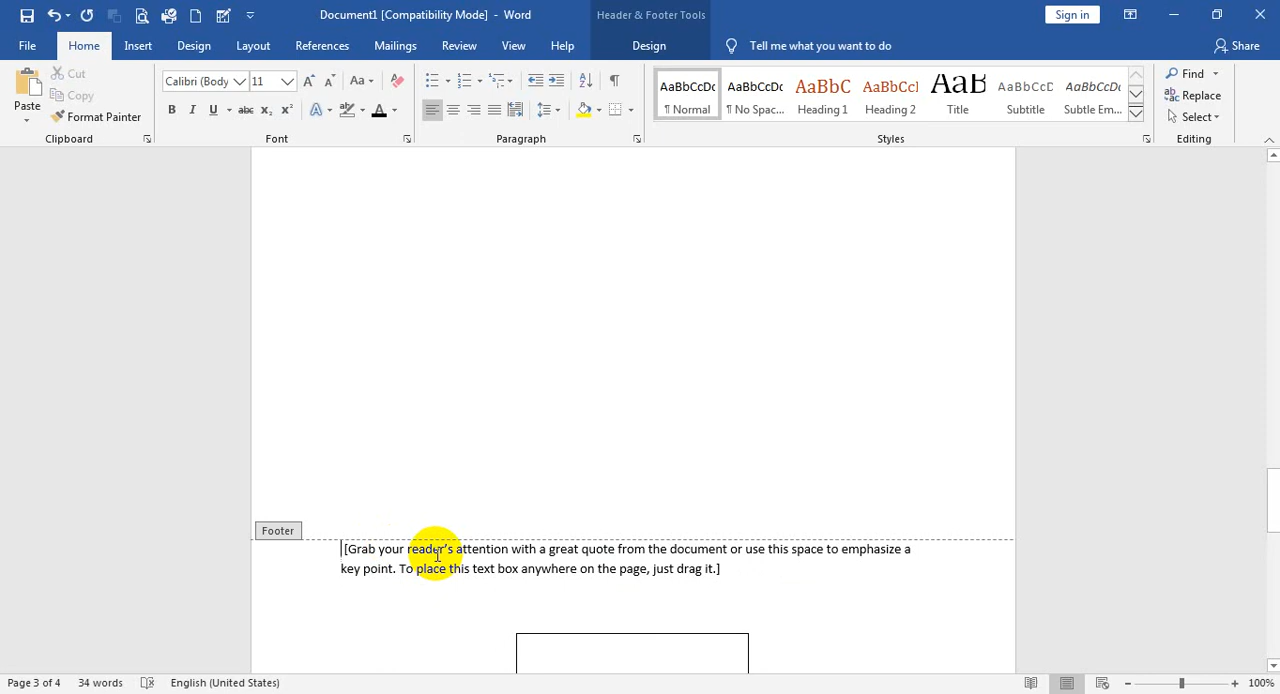 Document1 [Compatibility Mode] - Word
Header & Footer Tools
Sign in
File
Home
Insert
Design
Layout
References
Mailings
Review
View
Help
Design
Tell me what you want to do
Share
Paste
Cut
Copy
Format Painter
Clipboard
Calibri (Body
11
Font
Paragraph
AaBbCcDc
¶ Normal
AaBbCcDc
¶ No Spac...
AaBbC
Heading 1
AaBbCcI
Heading 2
AaB
Title
AaBbCcD
Subtitle
AaBbCcDc
Subtle Em...
Styles
Find
Replace
Select
Editing
Footer
[Grab your reader’s attention with a great quote from the document or use this space to emphasize a
key point. To place this text box anywhere on the page, just drag it.]
Page 3 of 4
34 words
English (United States)
100%